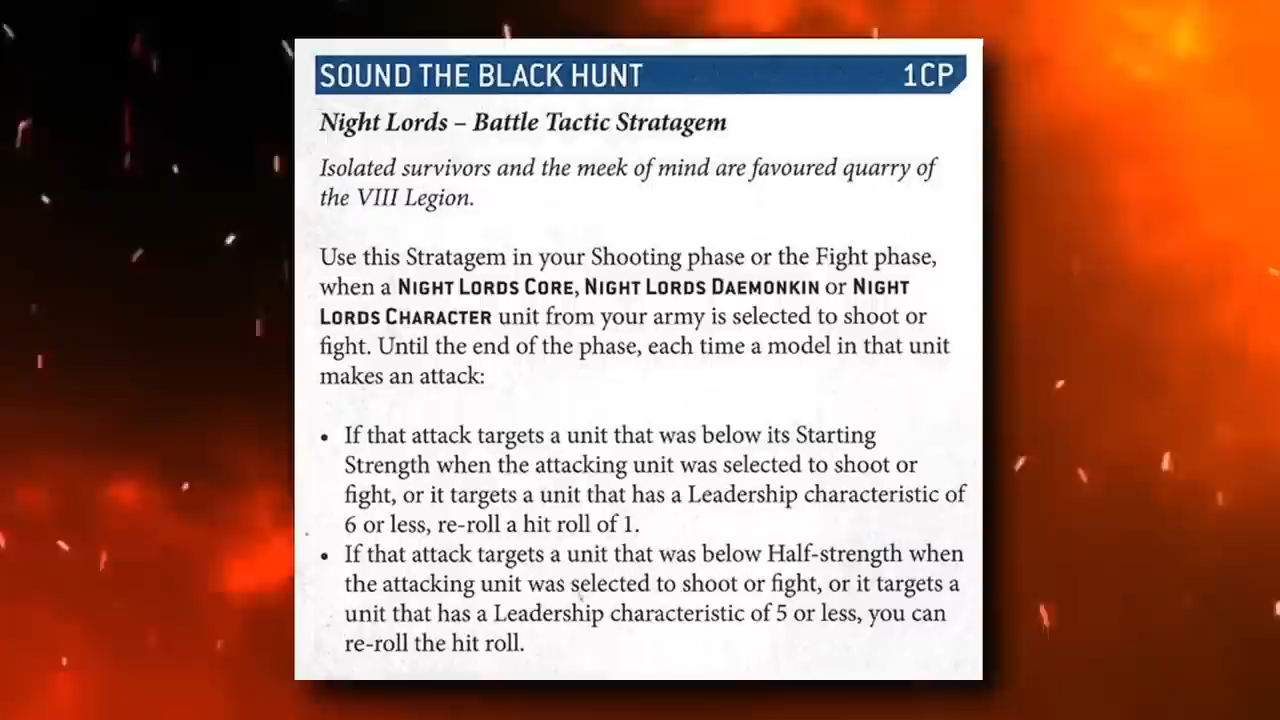 SOUND THE BLACK HUNT 1CP
Night Lords – Battle Tactic Stratagem
Isolated survivors and the meek of mind are favoured quarry of
the VIII Legion.
Use this Stratagem in your Shooting phase or the Fight phase,
when a NIGHT LORDS CORE, NIGHT LORDS DAEMONKIN or NIGHT
LORDS CHARACTER unit from your army is selected to shoot or
fight. Until the end of the phase, each time a model in that unit
makes an attack:
• If that attack targets a unit that was below its Starting
Strength when the attacking unit was selected to shoot or
fight, or it targets a unit that has a Leadership characteristic of
6 or less, re-roll a hit roll of 1.
• If that attack targets a unit that was below Half-strength when
the attacking unit was selected to shoot or fight, or it targets a
unit that has a Leadership characteristic of 5 or less, you can
re-roll the hit roll.